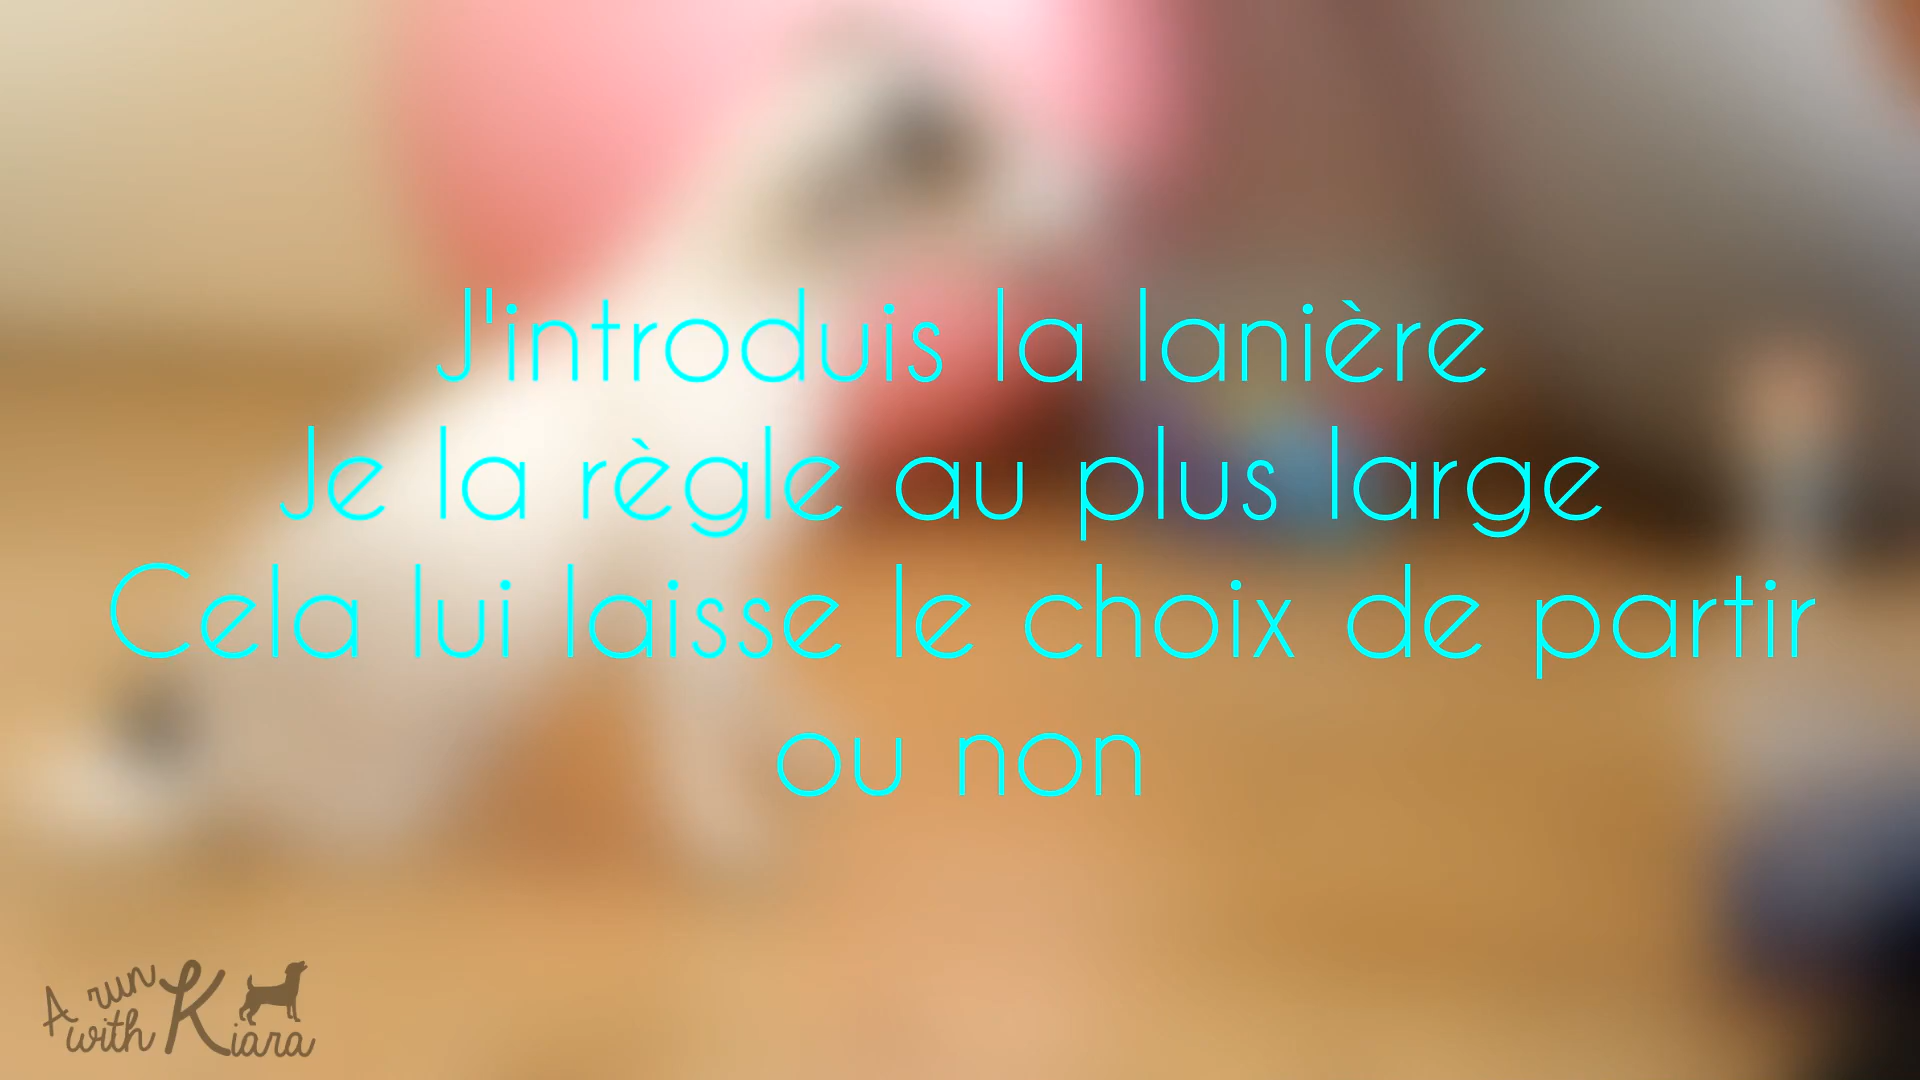 J'introduis la lanière
Je la règle au plus large
Cela lui laisse le choix de partir
ou non
A run
with Kiara